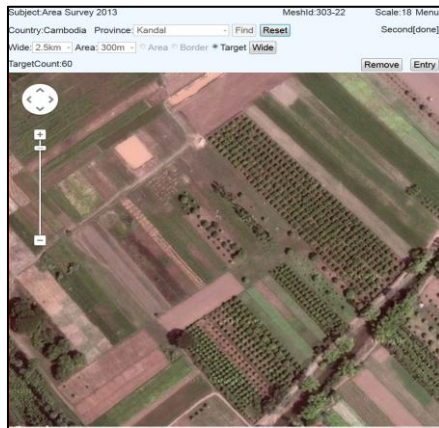 Subject:Area Survey 2013 MeshId:303-22 Scale:18 Menu
Country:Cambodia Province: Kandal Find Reset Second[done]
Wide: 2.5km Area: 300m Area Border Target Wide
TargetCount:60 Remove Entry